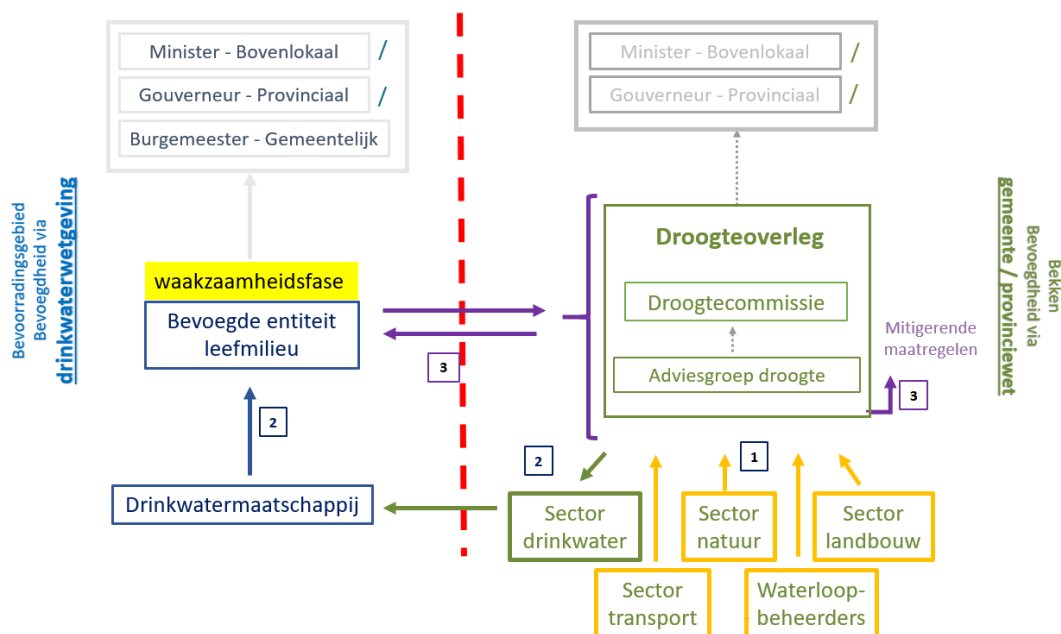 Minister - Bovenlokaal /
Gouverneur - Provinciaal /
Burgemeester - Gemeentelijk
Minister - Bovenlokaal /
Gouverneur - Provinciaal /
Bevoorradingsgebied
Bevoegdheid via
drinkwaterwetgeving
waakzaamheidsfase
Bevoegde entiteit
leefmilieu
3
2
Drinkwatermaatschappij
Droogteoverleg
Droogtecommissie
Adviesgroep droogte
Mitigerende
maatregelen
3
Bekken
Bevoegdheid via
gemeente / provinciewet
2
1
Sector
drinkwater
Sector
natuur
Sector
landbouw
Sector
transport
Waterloop-
beheerders